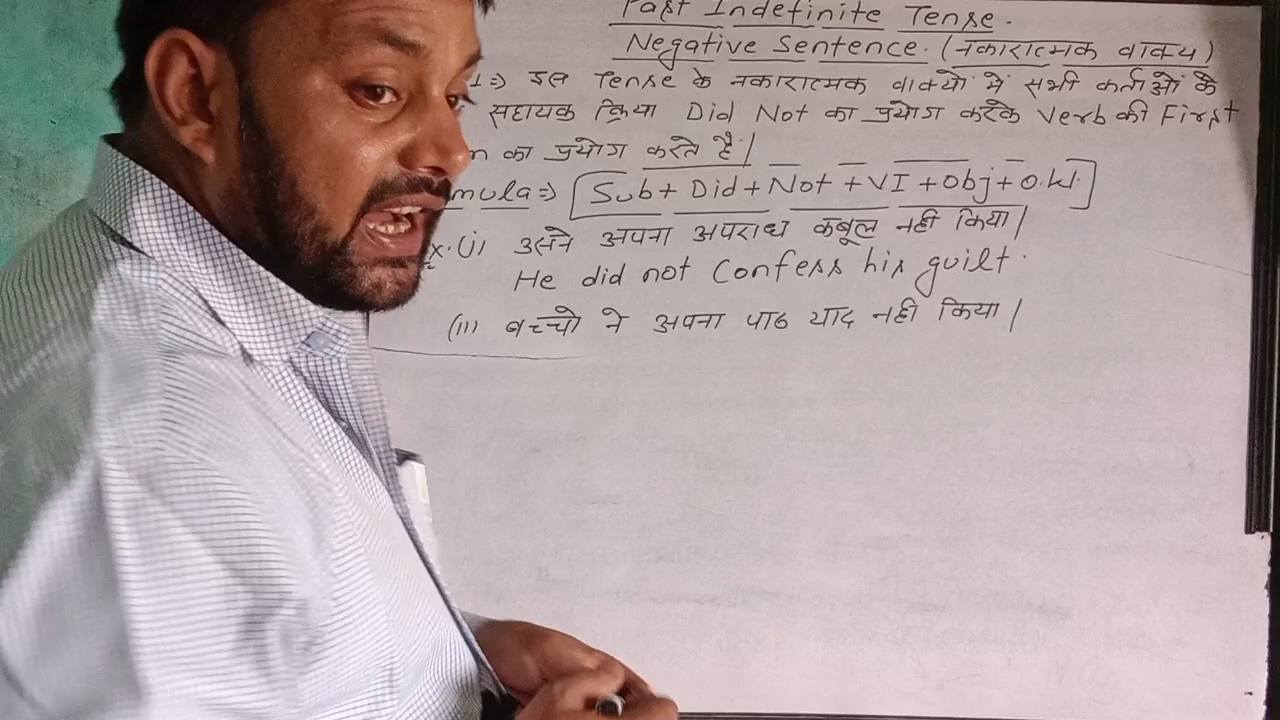 Past Indefinite Tense.
Negative Sentence. (नकारात्मक वाक्य)
1⇒ इस Tense के नकारात्मक वाक्यों में सभी कर्ताओं के
सहायक क्रिया Did Not का प्रयोग करके Verb की First
का प्रयोग करते हैं|
mula⇒ [Sub+ Did+Not +VI +Obj+O.W.]
x.(i) उसने अपना अपराध कबूल नही किया|
He did not Confess his guilt.
(ii) बच्चो ने अपना पाठ याद नही किया|